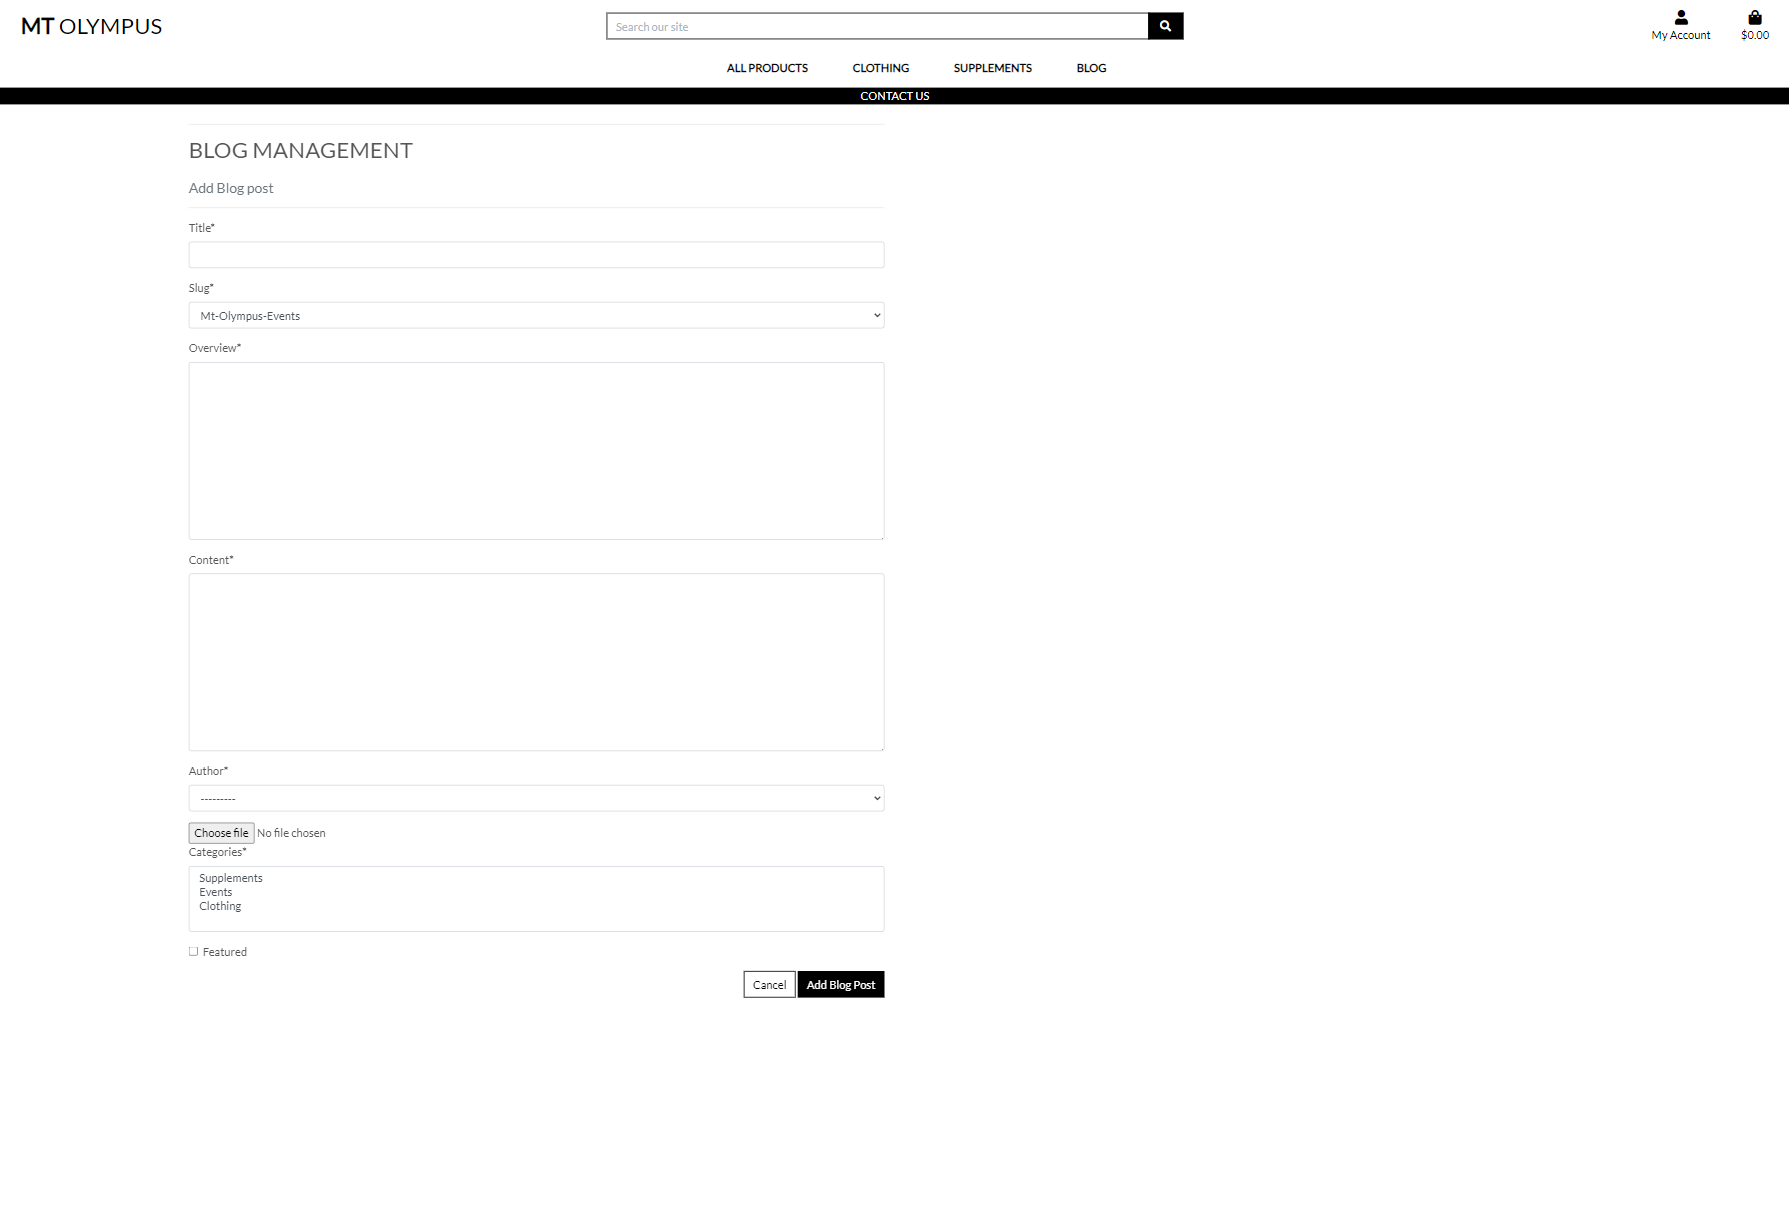 MT OLYMPUS
Search our site
My Account
$0.00
ALL PRODUCTS
CLOTHING
SUPPLEMENTS
BLOG
CONTACT US
BLOG MANAGEMENT
Add Blog post
Title*
Slug*
Mt-Olympus-Events
Overview*
Content*
Author*
---------
Choose file No file chosen
Categories*
Supplements
Events
Clothing
Featured
Cancel
Add Blog Post